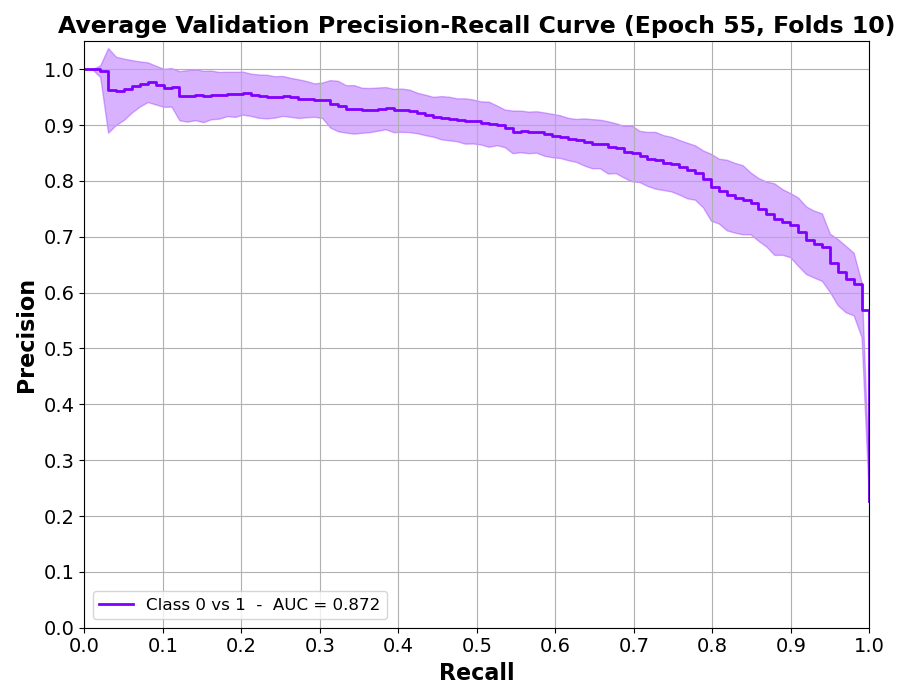 Average Validation Precision-Recall Curve (Epoch 55, Folds 10)
1.0
0.9
0.8
0.7
0.6
0.5
0.4
0.3
0.2
0.1
0.0
Precision
Class 0 vs 1 - AUC = 0.872
0.0 0.1 0.2 0.3 0.4 0.5 0.6 0.7 0.8 0.9 1.0
Recall